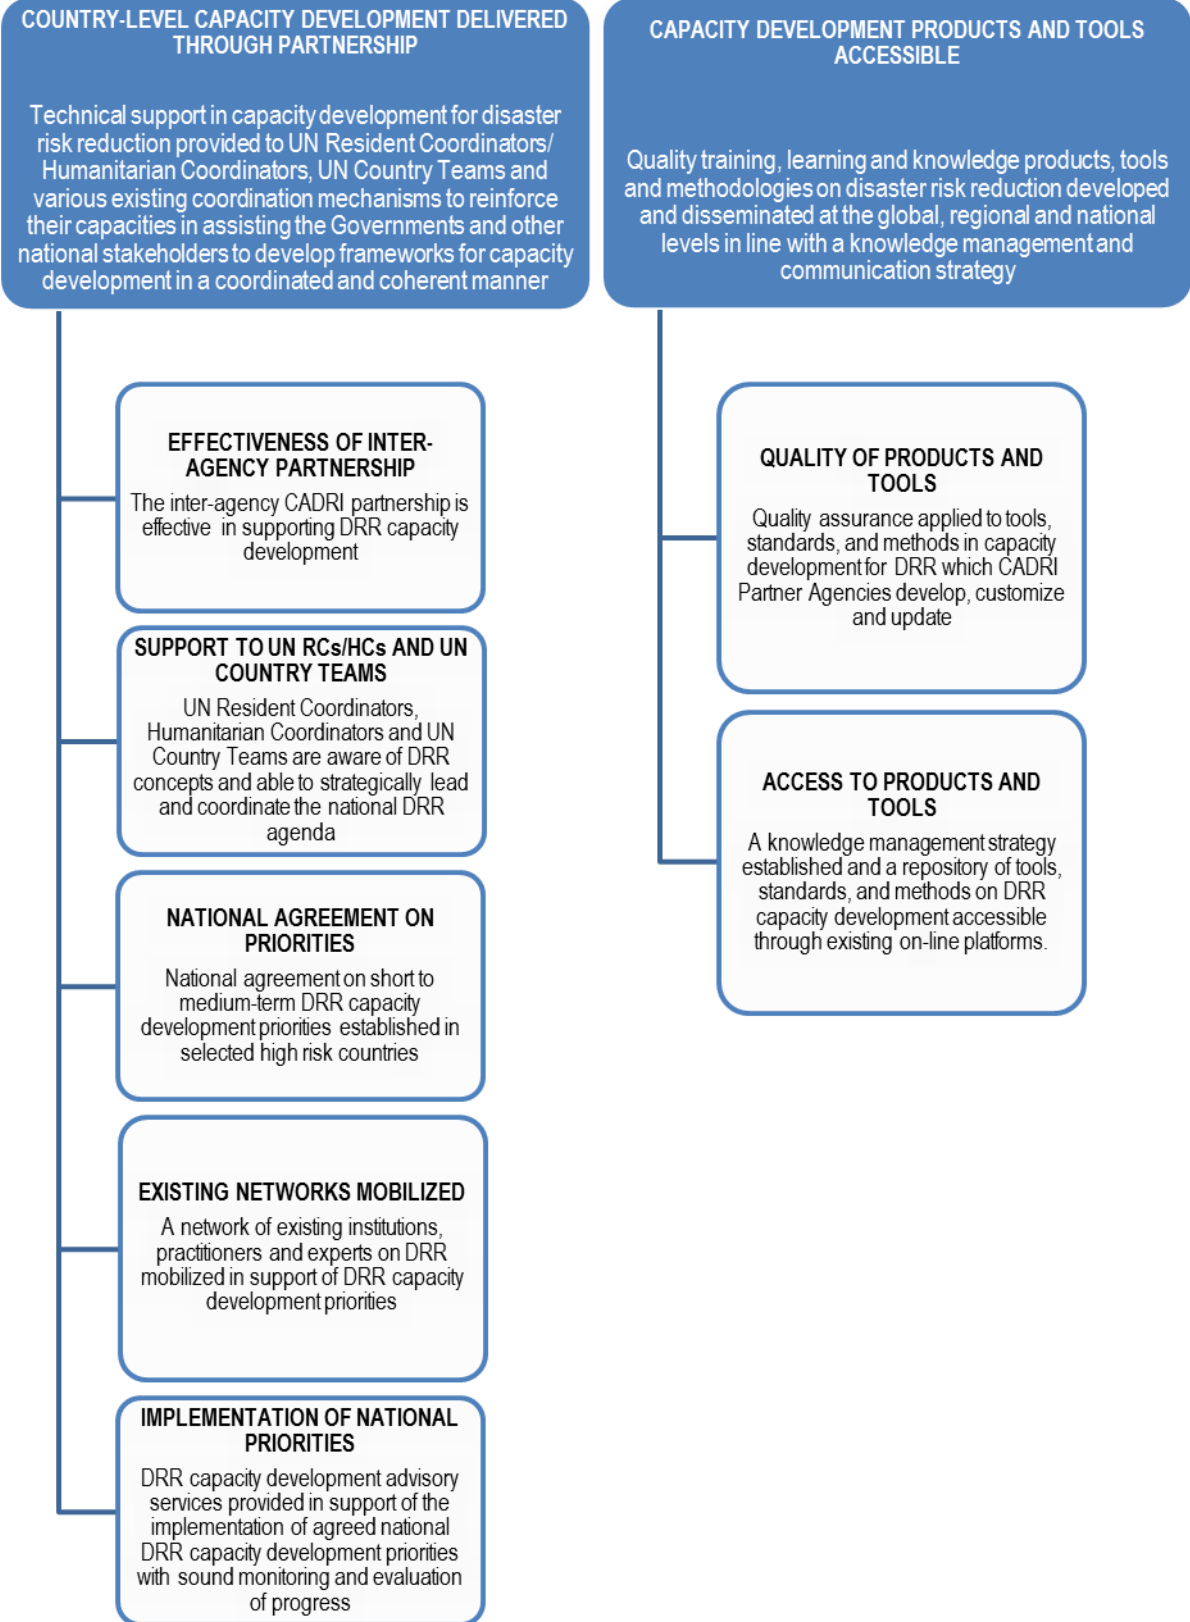 COUNTRY-LEVEL CAPACITY DEVELOPMENT DELIVERED
THROUGH PARTNERSHIP
Technical support in capacity development for disaster
risk reduction provided to UN Resident Coordinators/
Humanitarian Coordinators, UN Country Teams and
various existing coordination mechanisms to reinforce
their capacities in assisting the Governments and other
national stakeholders to develop frameworks for capacity
development in a coordinated and coherent manner
EFFECTIVENESS OF INTER-
AGENCY PARTNERSHIP
The inter-agency CADRI partnership is
effective in supporting DRR capacity
development
SUPPORT TO UN RCs/HCs AND UN
COUNTRY TEAMS
UN Resident Coordinators,
Humanitarian Coordinators and UN
Country Teams are aware of DRR
concepts and able to strategically lead
and coordinate the national DRR
agenda
NATIONAL AGREEMENT ON
PRIORITIES
National agreement on short to
medium-term DRR capacity
development priorities established in
selected high risk countries
EXISTING NETWORKS MOBILIZED
A network of existing institutions,
practitioners and experts on DRR
mobilized in support of DRR capacity
development priorities
IMPLEMENTATION OF NATIONAL
PRIORITIES
DRR capacity development advisory
services provided in support of the
implementation of agreed national
DRR capacity development priorities
with sound monitoring and evaluation
of progress
CAPACITY DEVELOPMENT PRODUCTS AND TOOLS
ACCESSIBLE
Quality training, learning and knowledge products, tools
and methodologies on disaster risk reduction developed
and disseminated at the global, regional and national
levels in line with a knowledge management and
communication strategy
QUALITY OF PRODUCTS AND
TOOLS
Quality assurance applied to tools,
standards, and methods in capacity
development for DRR which CADRI
Partner Agencies develop, customize
and update
ACCESS TO PRODUCTS AND
TOOLS
A knowledge management strategy
established and a repository of tools,
standards, and methods on DRR
capacity development accessible
through existing on-line platforms.